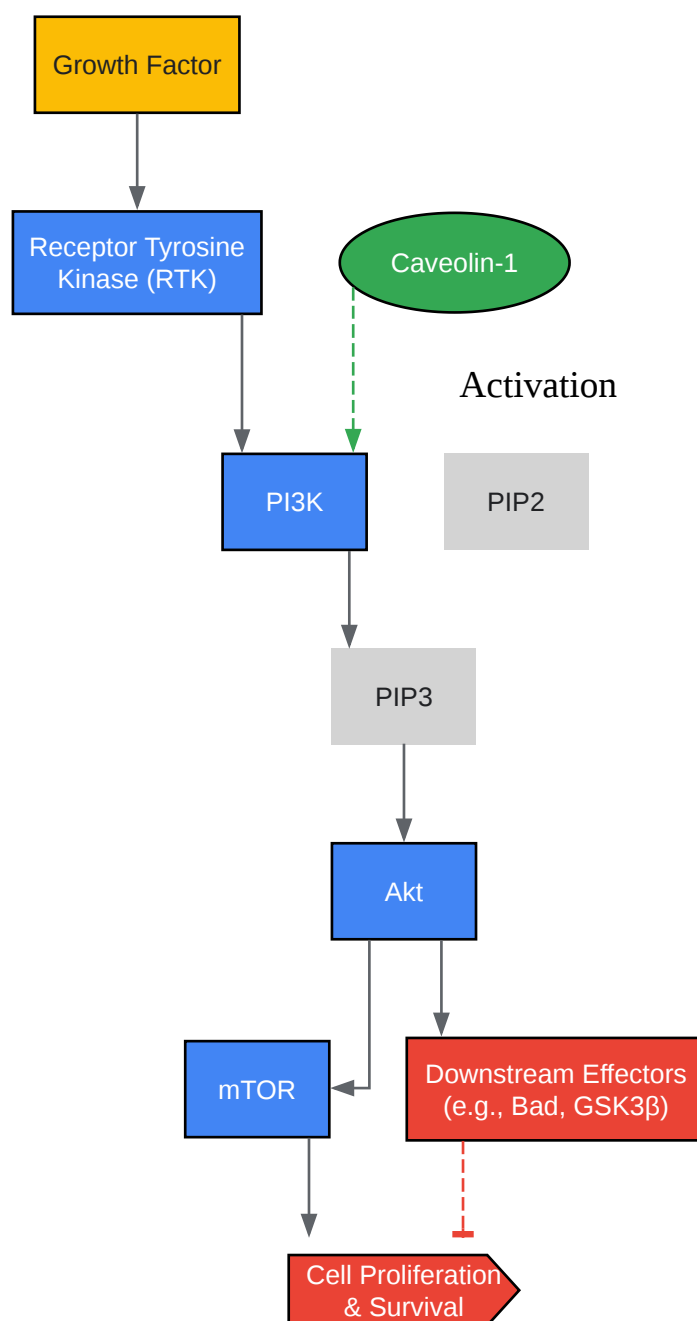 Growth Factor
Receptor Tyrosine
Kinase (RTK)
Caveolin-1
Activation
PI3K
PIP2
PIP3
Akt
mTOR
Downstream Effectors
(e.g., Bad, GSK3β)
Cell Proliferation
& Survival